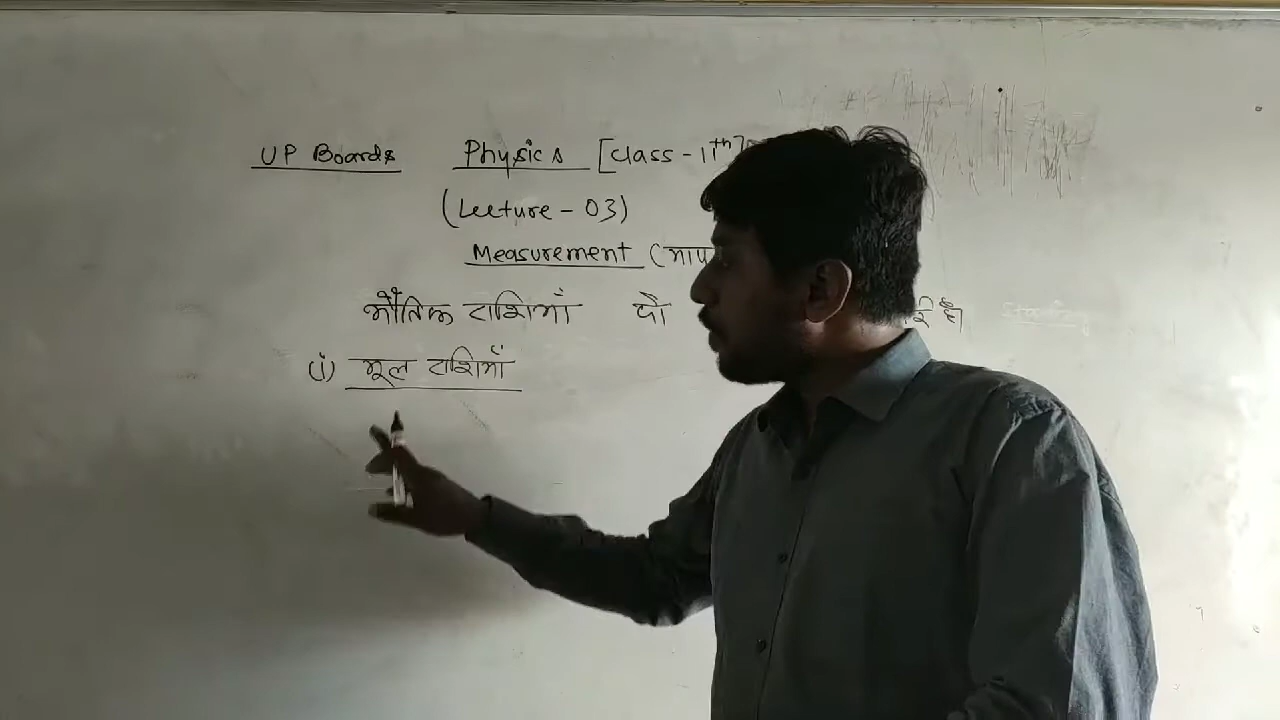 UP Boards Physics [Class - 11th]
(Lecture - 03)
Measurement (माप
भौतिक राशियाँ दो
(i) मूल राशियाँ